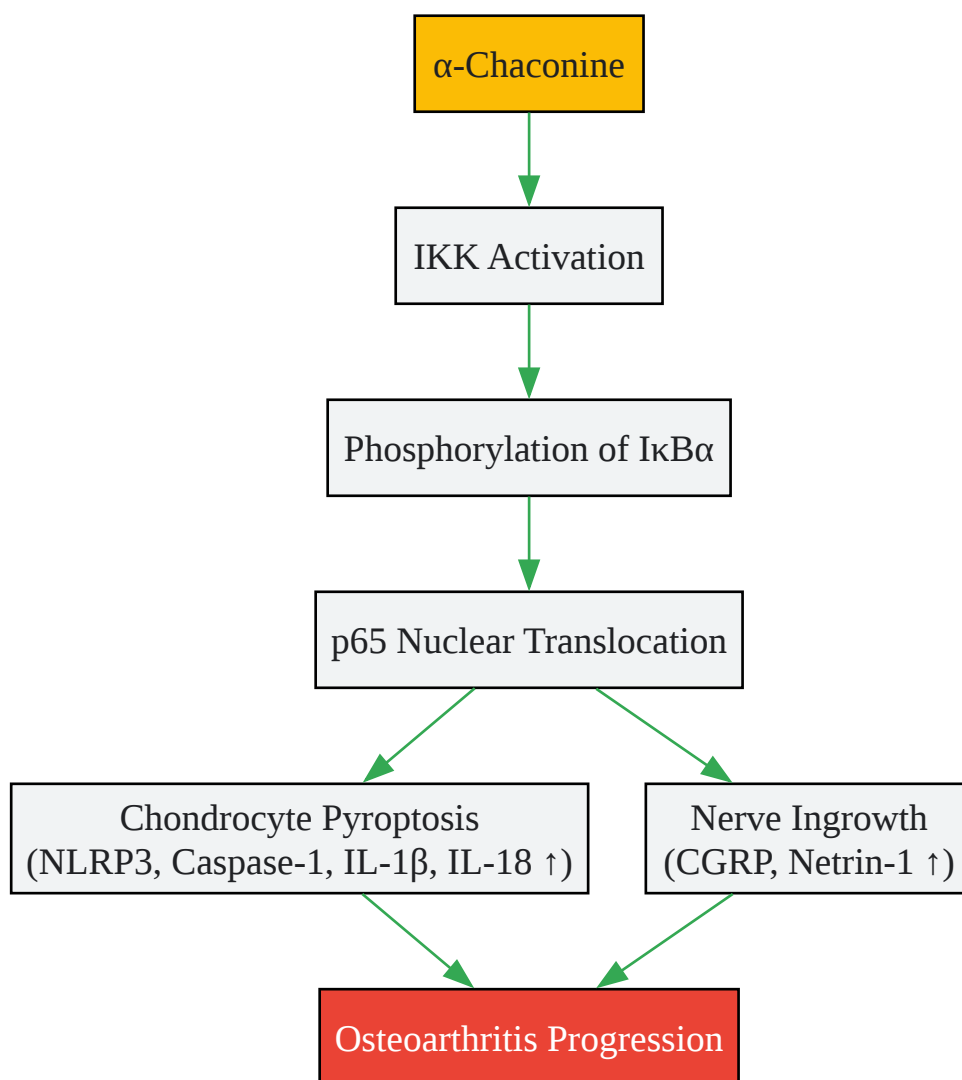 α-Chaconine
IKK Activation
Phosphorylation of IκBα
p65 Nuclear Translocation
Chondrocyte Pyroptosis
(NLRP3, Caspase-1, IL-1β, IL-18 ↑)
Nerve Ingrowth
(CGRP, Netrin-1 ↑)
Osteoarthritis Progression